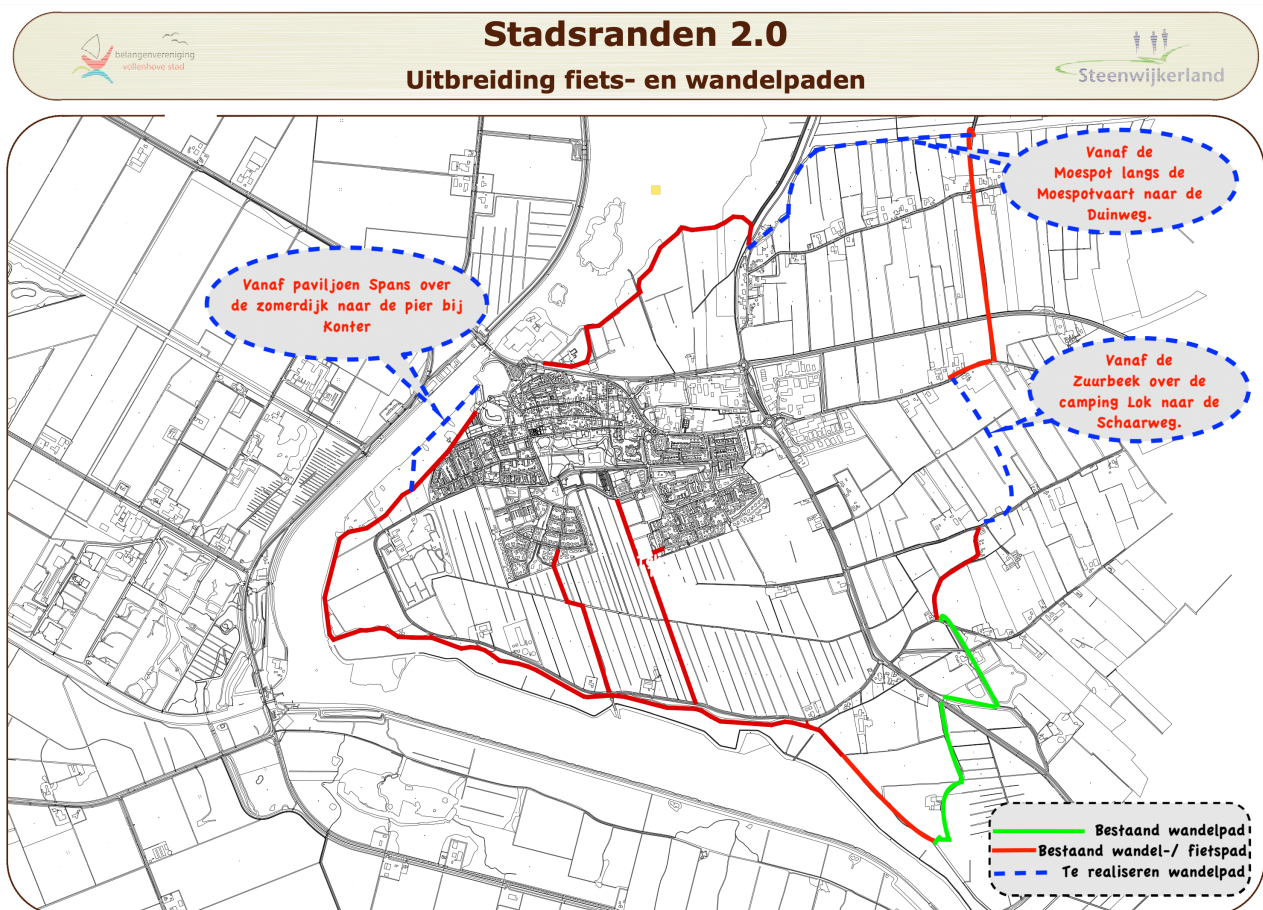 Stadsranden 2.0
Uitbreiding fiets- en wandelpaden
belangenvereniging
vollenhove stad
Steenwijkerland
Vanaf de
Moespot langs de
Moespotvaart naar de
Duinweg.
Vanaf paviljoen Spans over
de zomerdijk naar de pier bij
Konter
Vanaf de
Zuurbeek over de
camping Lok naar de
Schaarweg.
Bestaand wandelpad
Bestaand wandel-/ fietspad
Te realiseren wandelpad